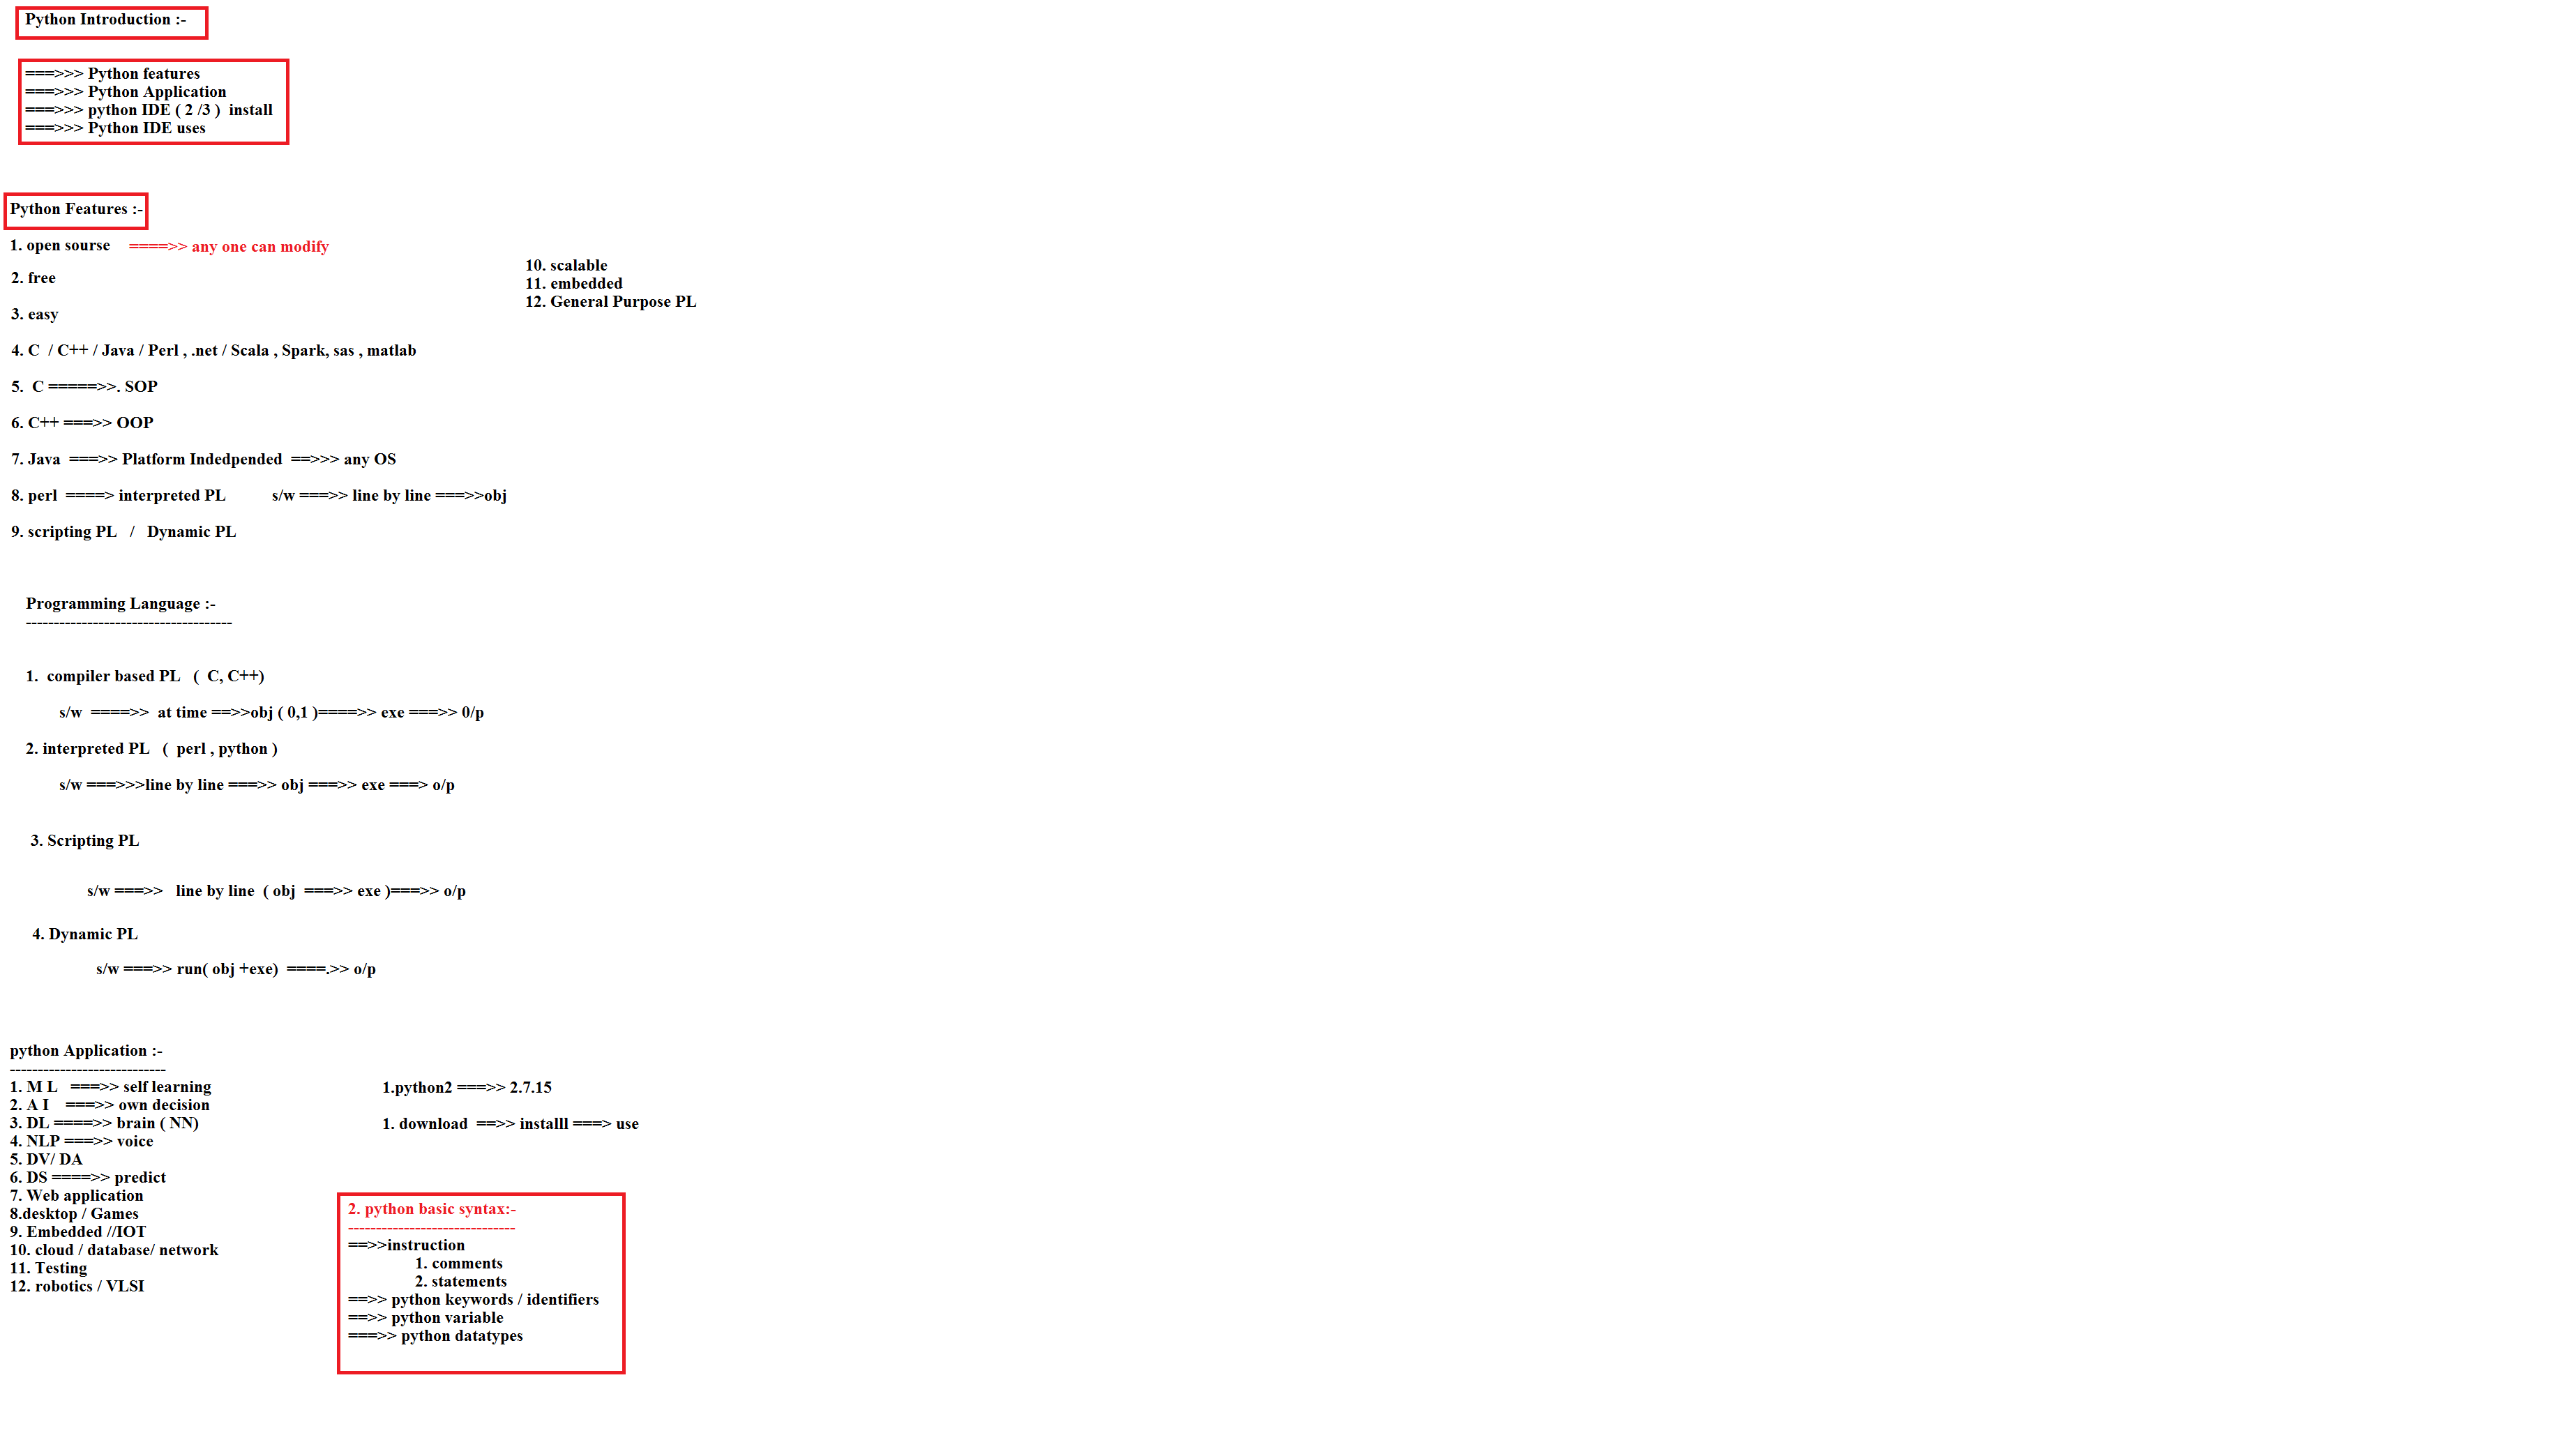 Python Introduction :-
===>>> Python features
===>>> Python Application
===>>> python IDE ( 2 /3 )  install
===>>> Python IDE uses
Python Features :-
1. open sourse    ====>> any one can modify
2. free
3. easy
4. C  / C++ / Java / Perl , .net / Scala , Spark, sas , matlab
5.  C =====>>. SOP
6. C++ ===>> OOP
7. Java  ===>> Platform Indedpended  ==>>> any OS
8. perl  ====> interpreted PL           s/w ===>> line by line ===>>obj
9. scripting PL   /   Dynamic PL
10. scalable
11. embedded
12. General Purpose PL
Programming Language :-
-------------------------------------
1.  compiler based PL   (  C, C++)
s/w  ====>>  at time ==>>obj ( 0,1 )====>> exe ===>> 0/p
2. interpreted PL   (  perl , python )
s/w ===>>>line by line ===>> obj ===>> exe ===> o/p
3. Scripting PL
s/w ===>>   line by line  ( obj  ===>> exe )===>> o/p
4. Dynamic PL
s/w ===>> run( obj +exe)  ====.>> o/p
python Application :-
----------------------------
1. M L   ===>> self learning
2. A I    ===>> own decision
3. DL ====>> brain ( NN)
4. NLP ===>> voice
5. DV/ DA
6. DS ====>> predict
7. Web application
8.desktop / Games
9. Embedded //IOT
10. cloud / database/ network
11. Testing
12. robotics / VLSI
1.python2 ===>> 2.7.15
1. download  ==>> installl ===> use
2. python basic syntax:-
------------------------------
==>>instruction
1. comments
2. statements
==>> python keywords / identifiers
==>> python variable
===>> python datatypes